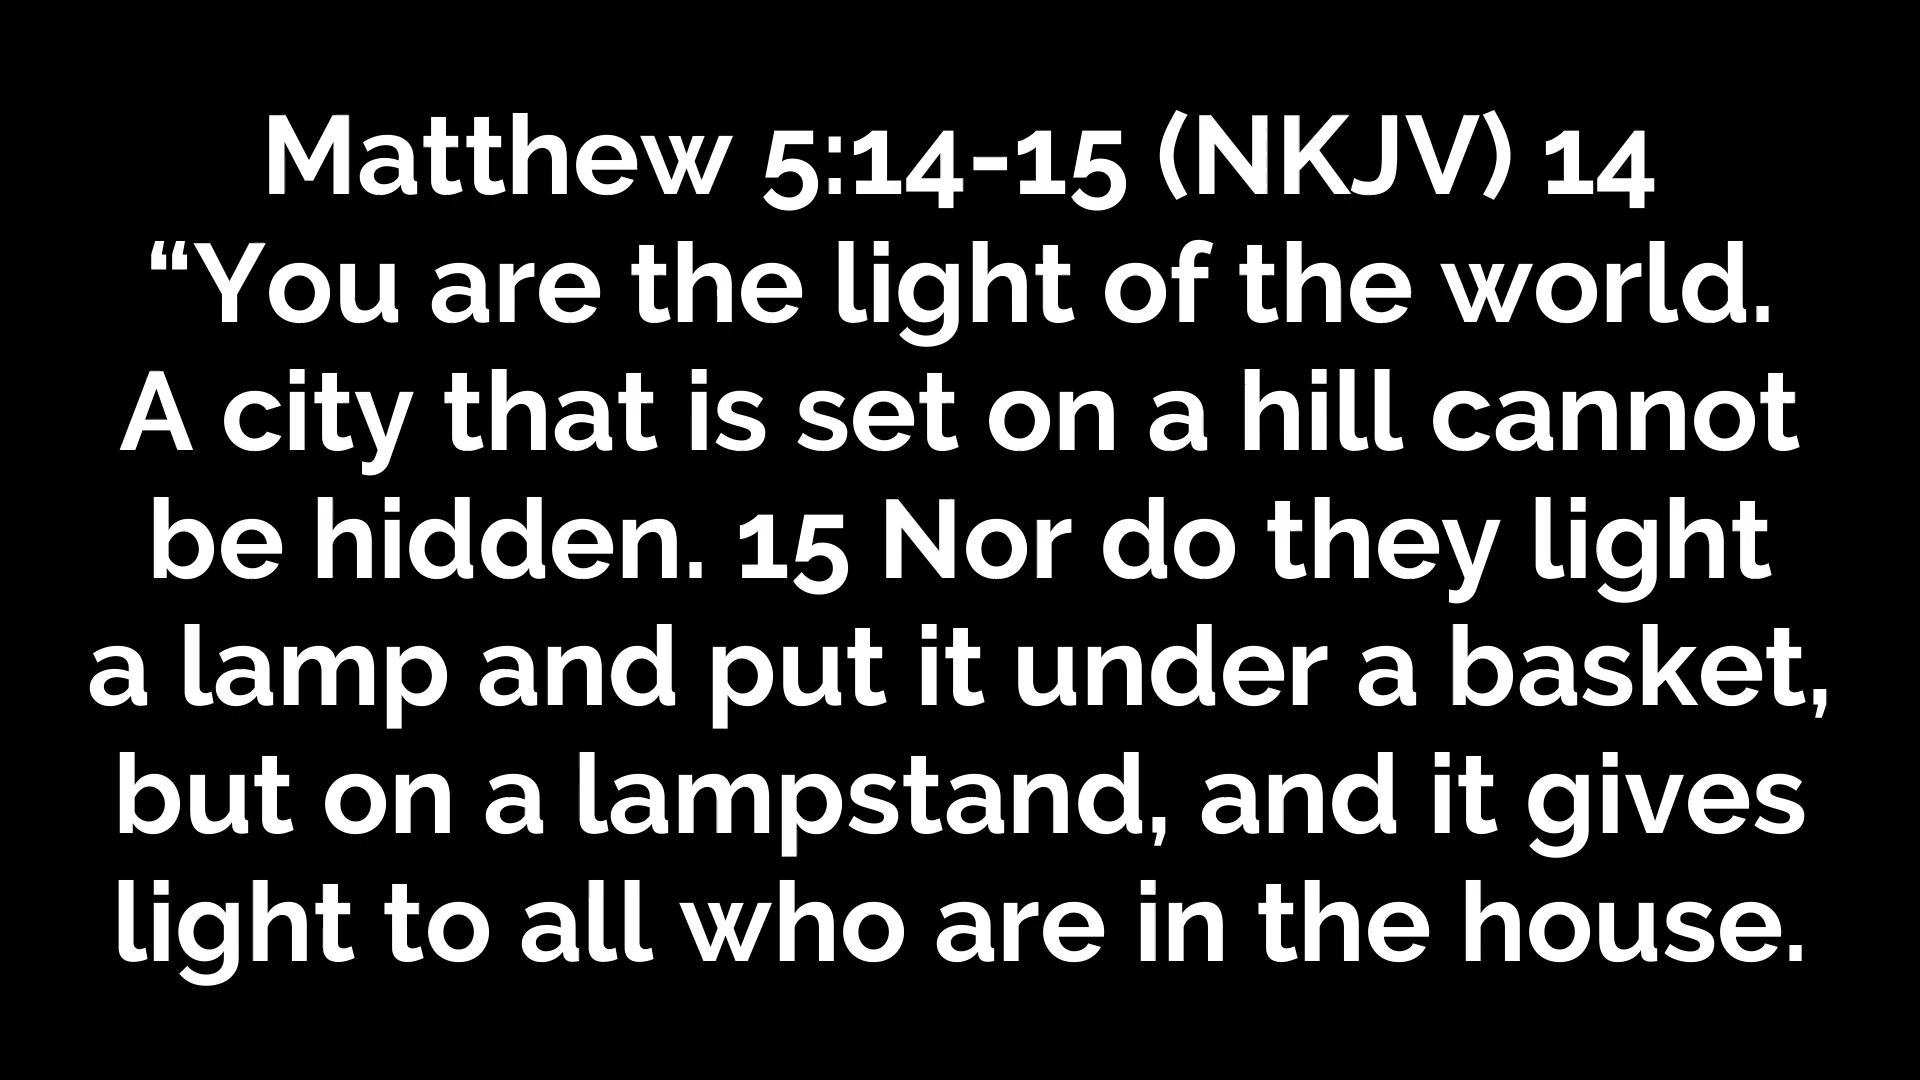 Matthew 5:14-15 (NKJV) 14
“You are the light of the world.
A city that is set on a hill cannot
be hidden. 15 Nor do they light
a lamp and put it under a basket,
but on a lampstand, and it gives
light to all who are in the house.